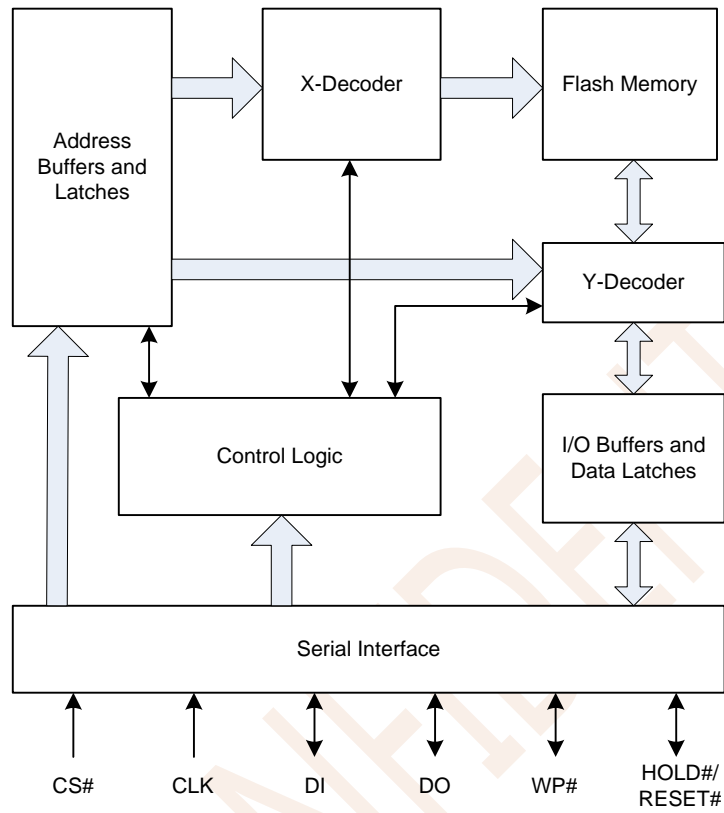 X-Decoder
Flash Memory
Address
Buffers and
Latches
Y-Decoder
Control Logic
I/O Buffers and
Data Latches
Serial Interface
CS#
CLK
DI
DO
WP#
HOLD#/
RESET#